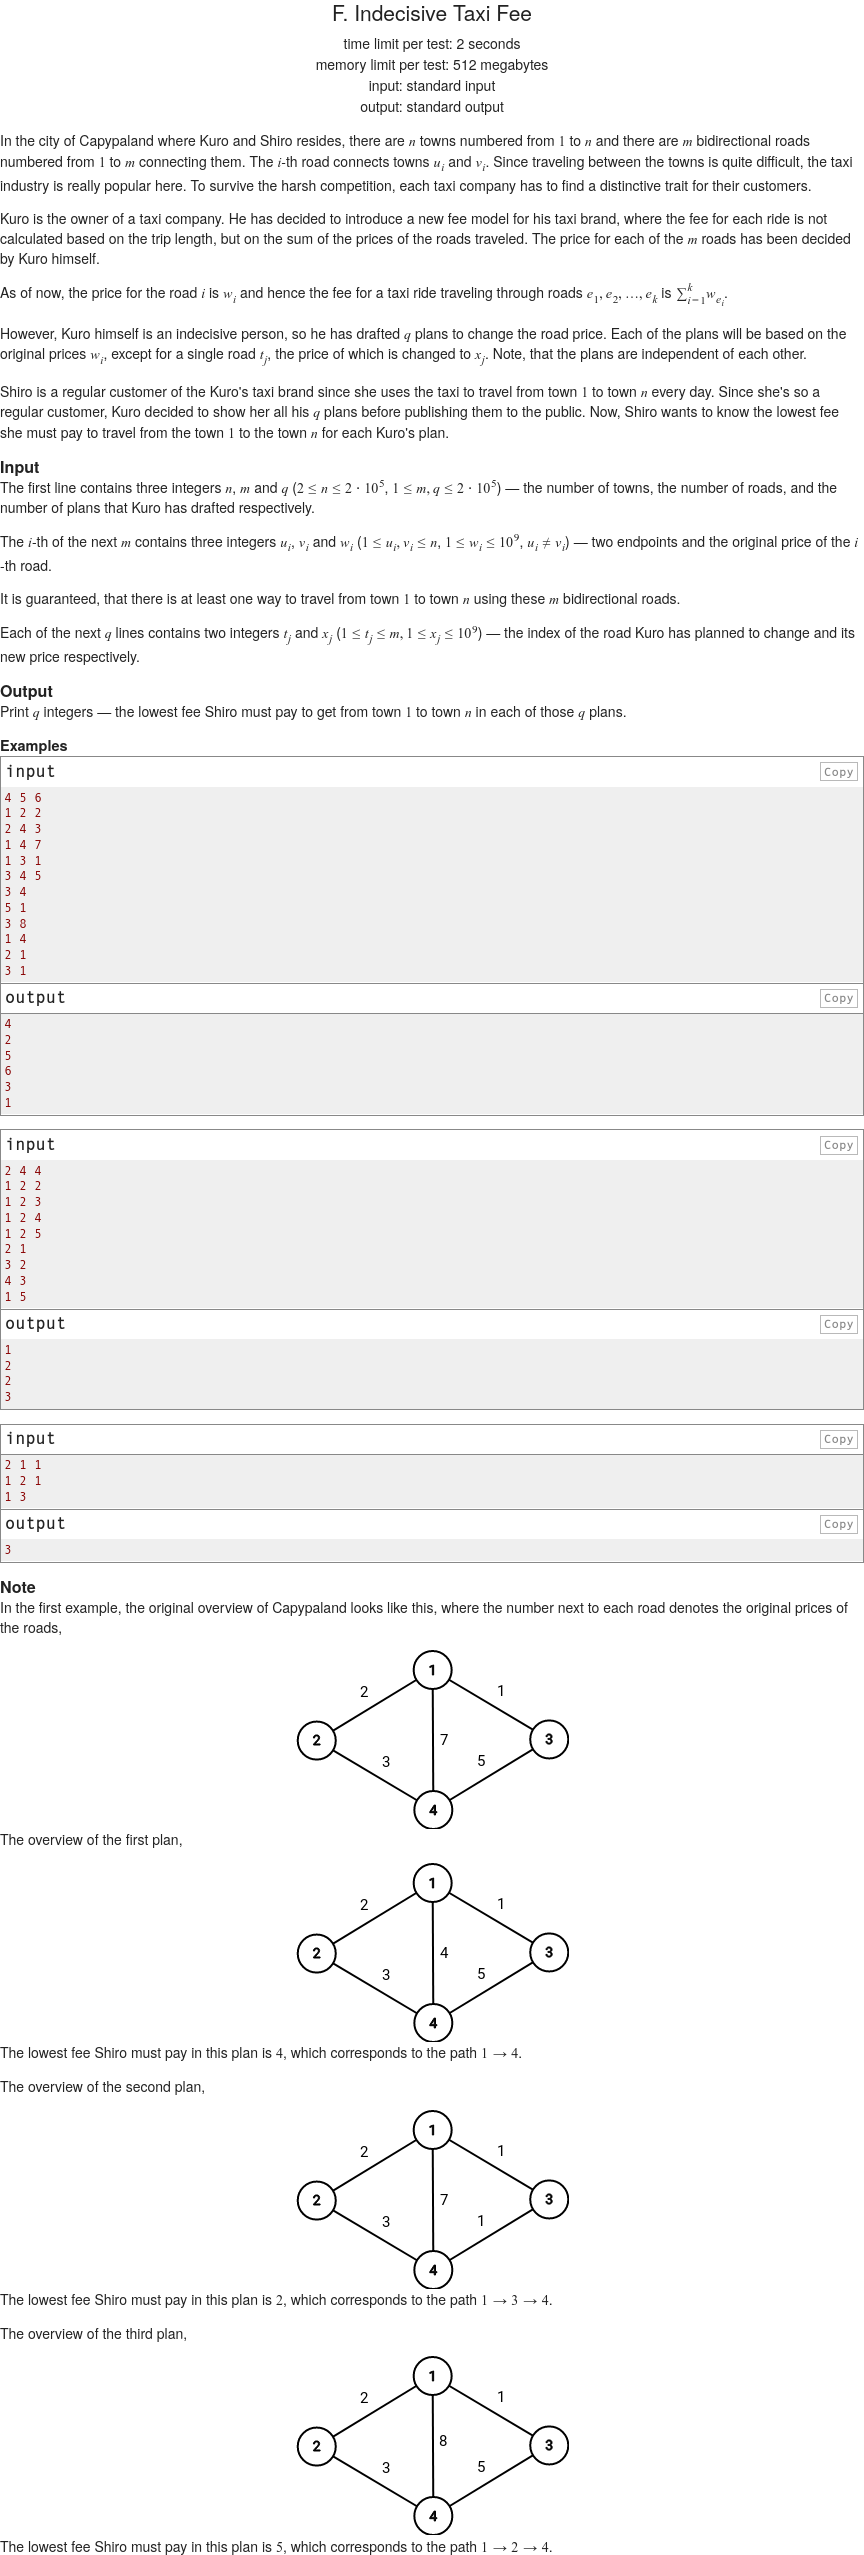 F. Indecisive Taxi Fee
time limit per test: 2 seconds
memory limit per test: 512 megabytes
input: standard input
output: standard output
In the city of Capypaland where Kuro and Shiro resides, there are n towns numbered from 1 to n and there are m bidirectional roads
numbered from 1 to m connecting them. The i-th road connects towns u_i and v_i. Since traveling between the towns is quite difficult, the taxi
industry is really popular here. To survive the harsh competition, each taxi company has to find a distinctive trait for their customers.
Kuro is the owner of a taxi company. He has decided to introduce a new fee model for his taxi brand, where the fee for each ride is not
calculated based on the trip length, but on the sum of the prices of the roads traveled. The price for each of the m roads has been decided
by Kuro himself.
As of now, the price for the road i is w_i and hence the fee for a taxi ride traveling through roads e_1, e_2, …, e_k is ∑_{i=1}^k w_{e_i}.
However, Kuro himself is an indecisive person, so he has drafted q plans to change the road price. Each of the plans will be based on the
original prices w_i, except for a single road t_j, the price of which is changed to x_j. Note, that the plans are independent of each other.
Shiro is a regular customer of the Kuro's taxi brand since she uses the taxi to travel from town 1 to town n every day. Since she's so a
regular customer, Kuro decided to show her all his q plans before publishing them to the public. Now, Shiro wants to know the lowest fee
she must pay to travel from the town 1 to the town n for each Kuro's plan.
Input
The first line contains three integers n, m and q (2 ≤ n ≤ 2 · 10^5, 1 ≤ m, q ≤ 2 · 10^5) — the number of towns, the number of roads, and the
number of plans that Kuro has drafted respectively.
The i-th of the next m contains three integers u_i, v_i and w_i (1 ≤ u_i, v_i ≤ n, 1 ≤ w_i ≤ 10^9, u_i ≠ v_i) — two endpoints and the original price of the i
-th road.
It is guaranteed, that there is at least one way to travel from town 1 to town n using these m bidirectional roads.
Each of the next q lines contains two integers t_j and x_j (1 ≤ t_j ≤ m, 1 ≤ x_j ≤ 10^9) — the index of the road Kuro has planned to change and its
new price respectively.
Output
Print q integers — the lowest fee Shiro must pay to get from town 1 to town n in each of those q plans.
Examples
input Copy
4 5 6
1 2 2
2 4 3
1 4 7
1 3 1
3 4 5
3 4
5 1
3 8
1 4
2 1
3 1
output Copy
4
2
5
6
3
1
input Copy
2 4 4
1 2 2
1 2 3
1 2 4
1 2 5
2 1
3 2
4 3
1 5
output Copy
1
2
2
3
input Copy
2 1 1
1 2 1
1 3
output Copy
3
Note
In the first example, the original overview of Capypaland looks like this, where the number next to each road denotes the original prices of
the roads,
1
2 1
2 7 3
3 5
4
The overview of the first plan,
1
2 1
2 4 3
3 5
4
The lowest fee Shiro must pay in this plan is 4, which corresponds to the path 1 → 4.
The overview of the second plan,
1
2 1
2 7 3
3 1
4
The lowest fee Shiro must pay in this plan is 2, which corresponds to the path 1 → 3 → 4.
The overview of the third plan,
1
2 1
2 8 3
3 5
4
The lowest fee Shiro must pay in this plan is 5, which corresponds to the path 1 → 2 → 4.